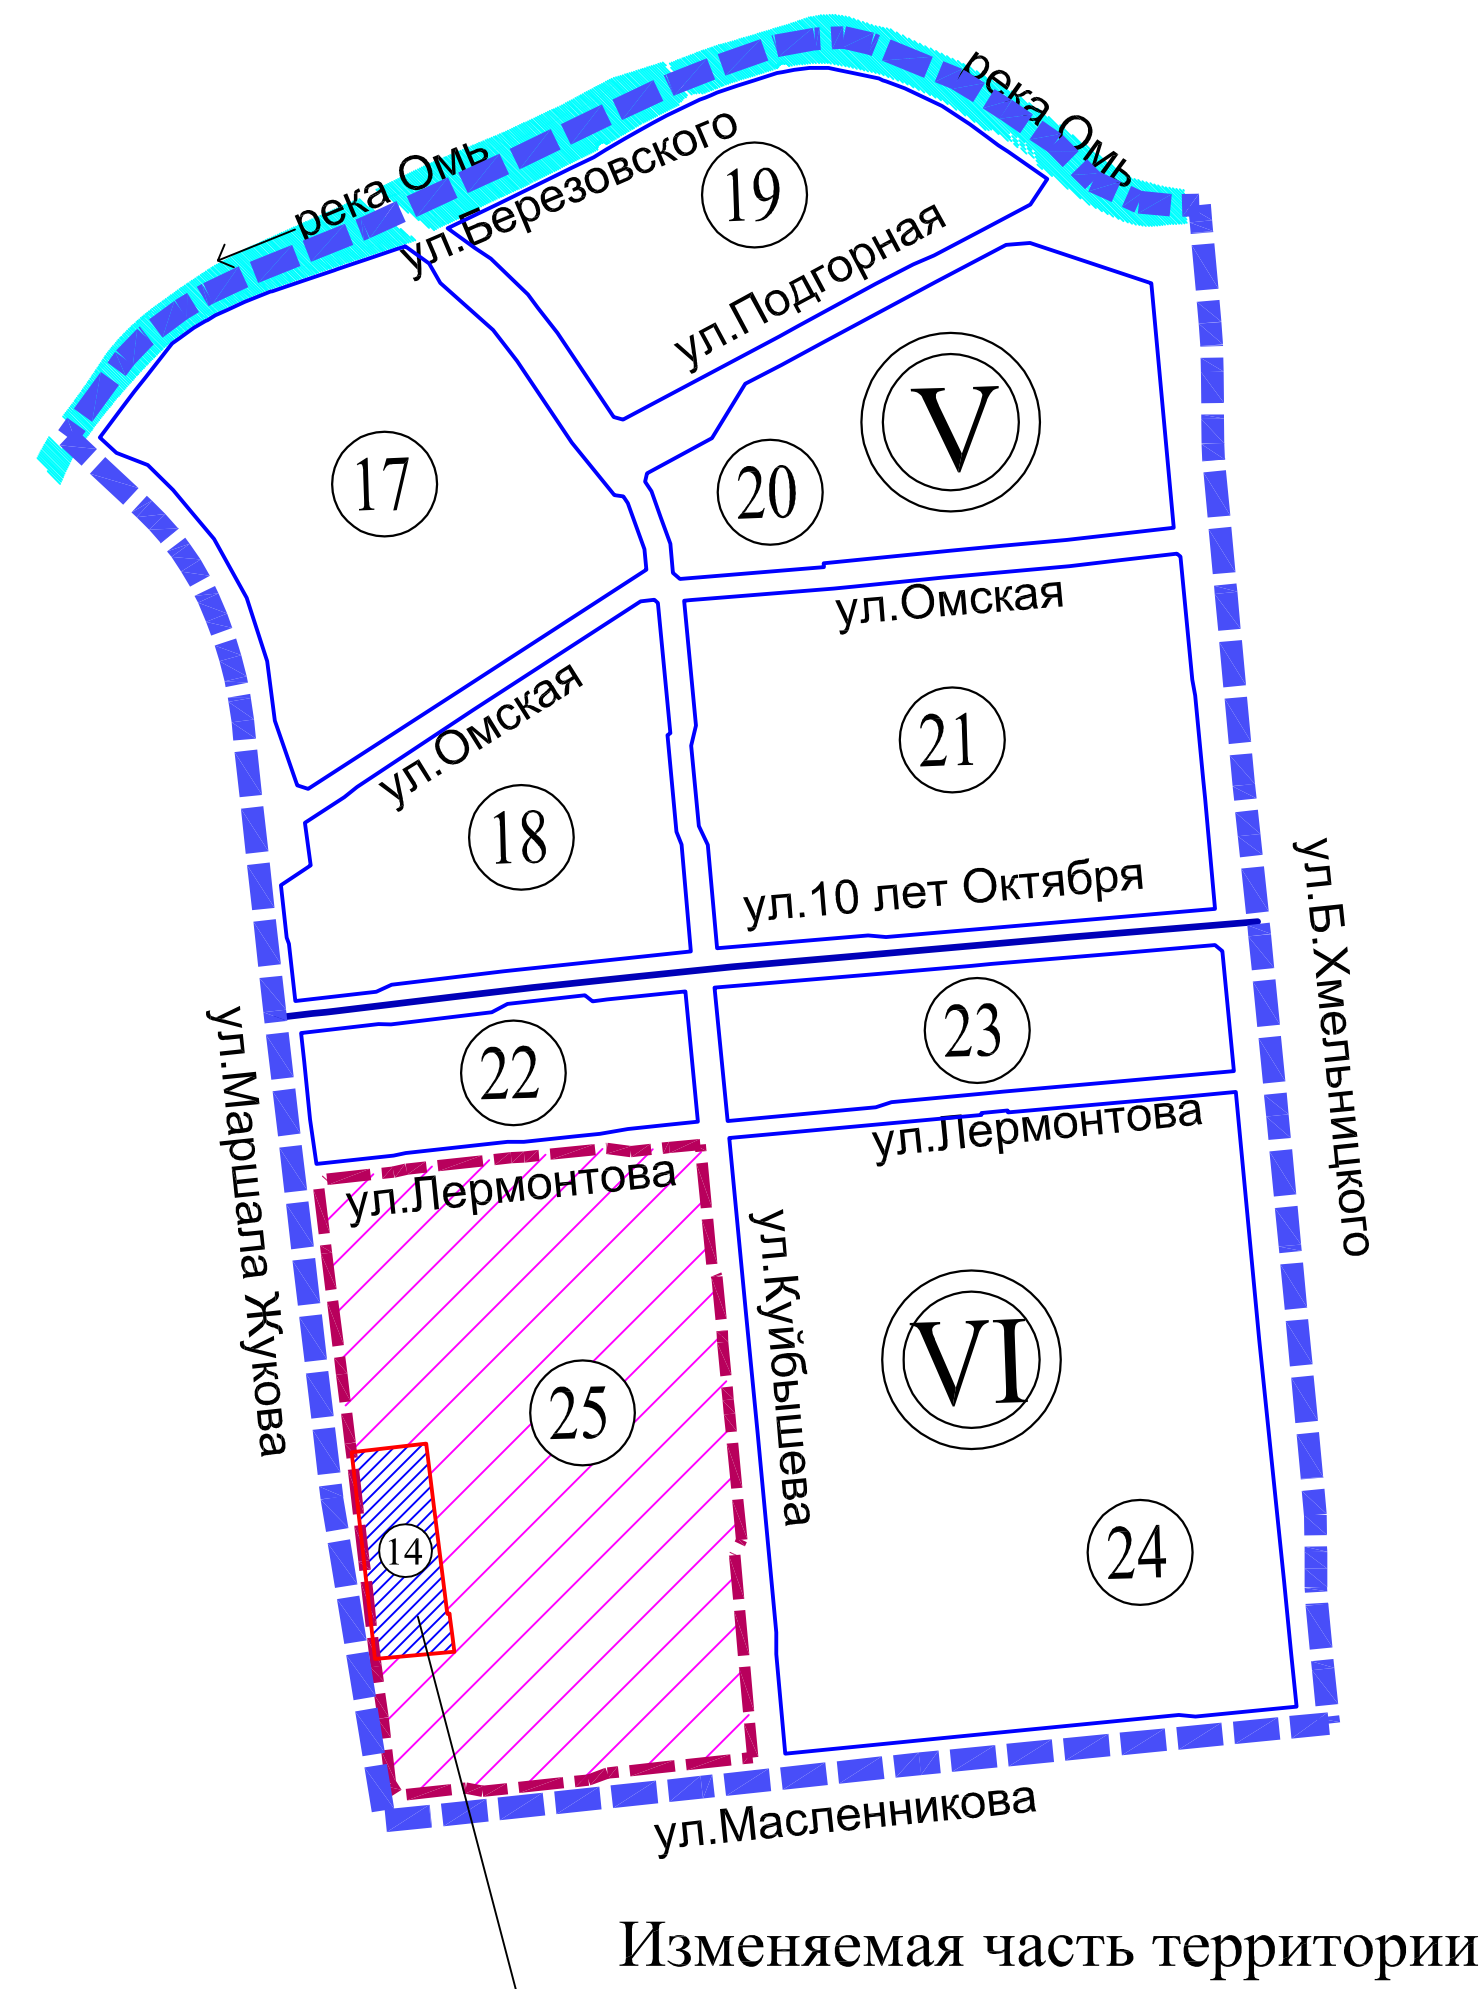 река Омь
река Омь
ул.Березовского
19
ул.Подгорная
V
17
20
ул.Омская
21
ул.Омская
18
ул.10 лет Октября
ул.Б.Хмельницкого
23
22
ул.Маршала Жукова
ул.Лермонтова
ул.Лермонтова
ул.Куйбышева
VI
25
14
24
ул.Масленникова
Изменяемая часть территории